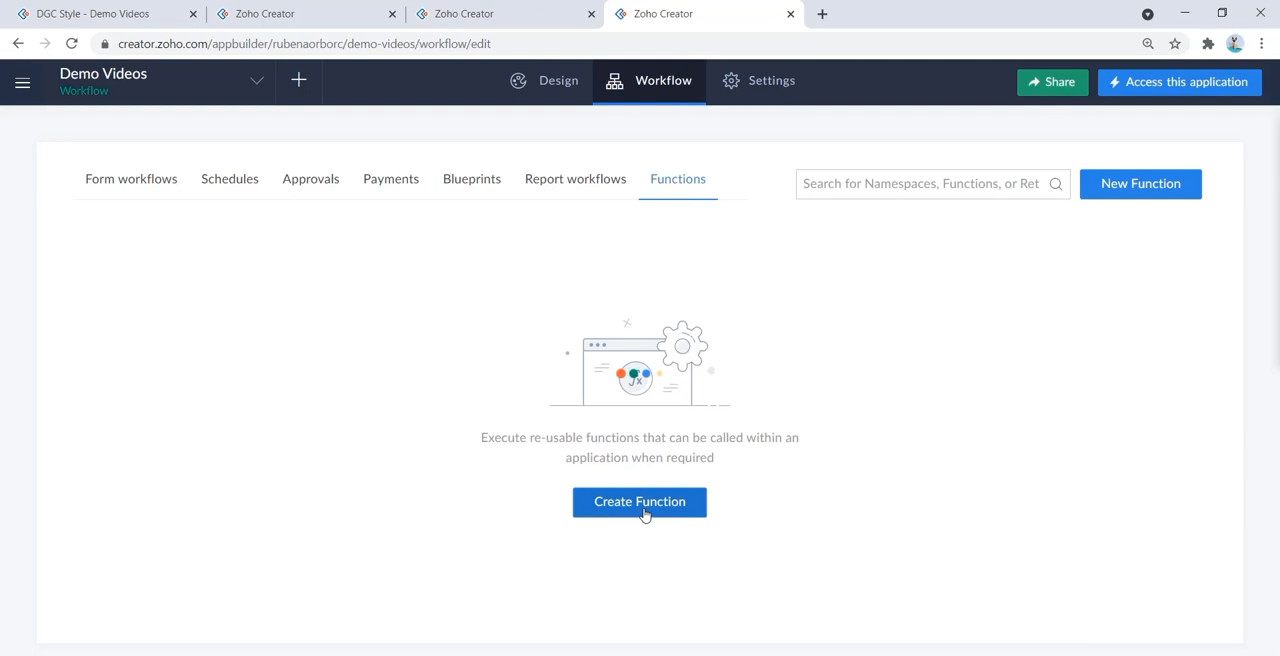 DGC Style - Demo Videos
Zoho Creator
Zoho Creator
Zoho Creator
creator.zoho.com/appbuilder/rubenaorborc/demo-videos/workflow/edit
Demo Videos
Workflow
Design
Workflow
Settings
Share
Access this application
Form workflows
Schedules
Approvals
Payments
Blueprints
Report workflows
Functions
Search for Namespaces, Functions, or Ret
New Function
fx
Execute re-usable functions that can be called within an
application when required
Create Function